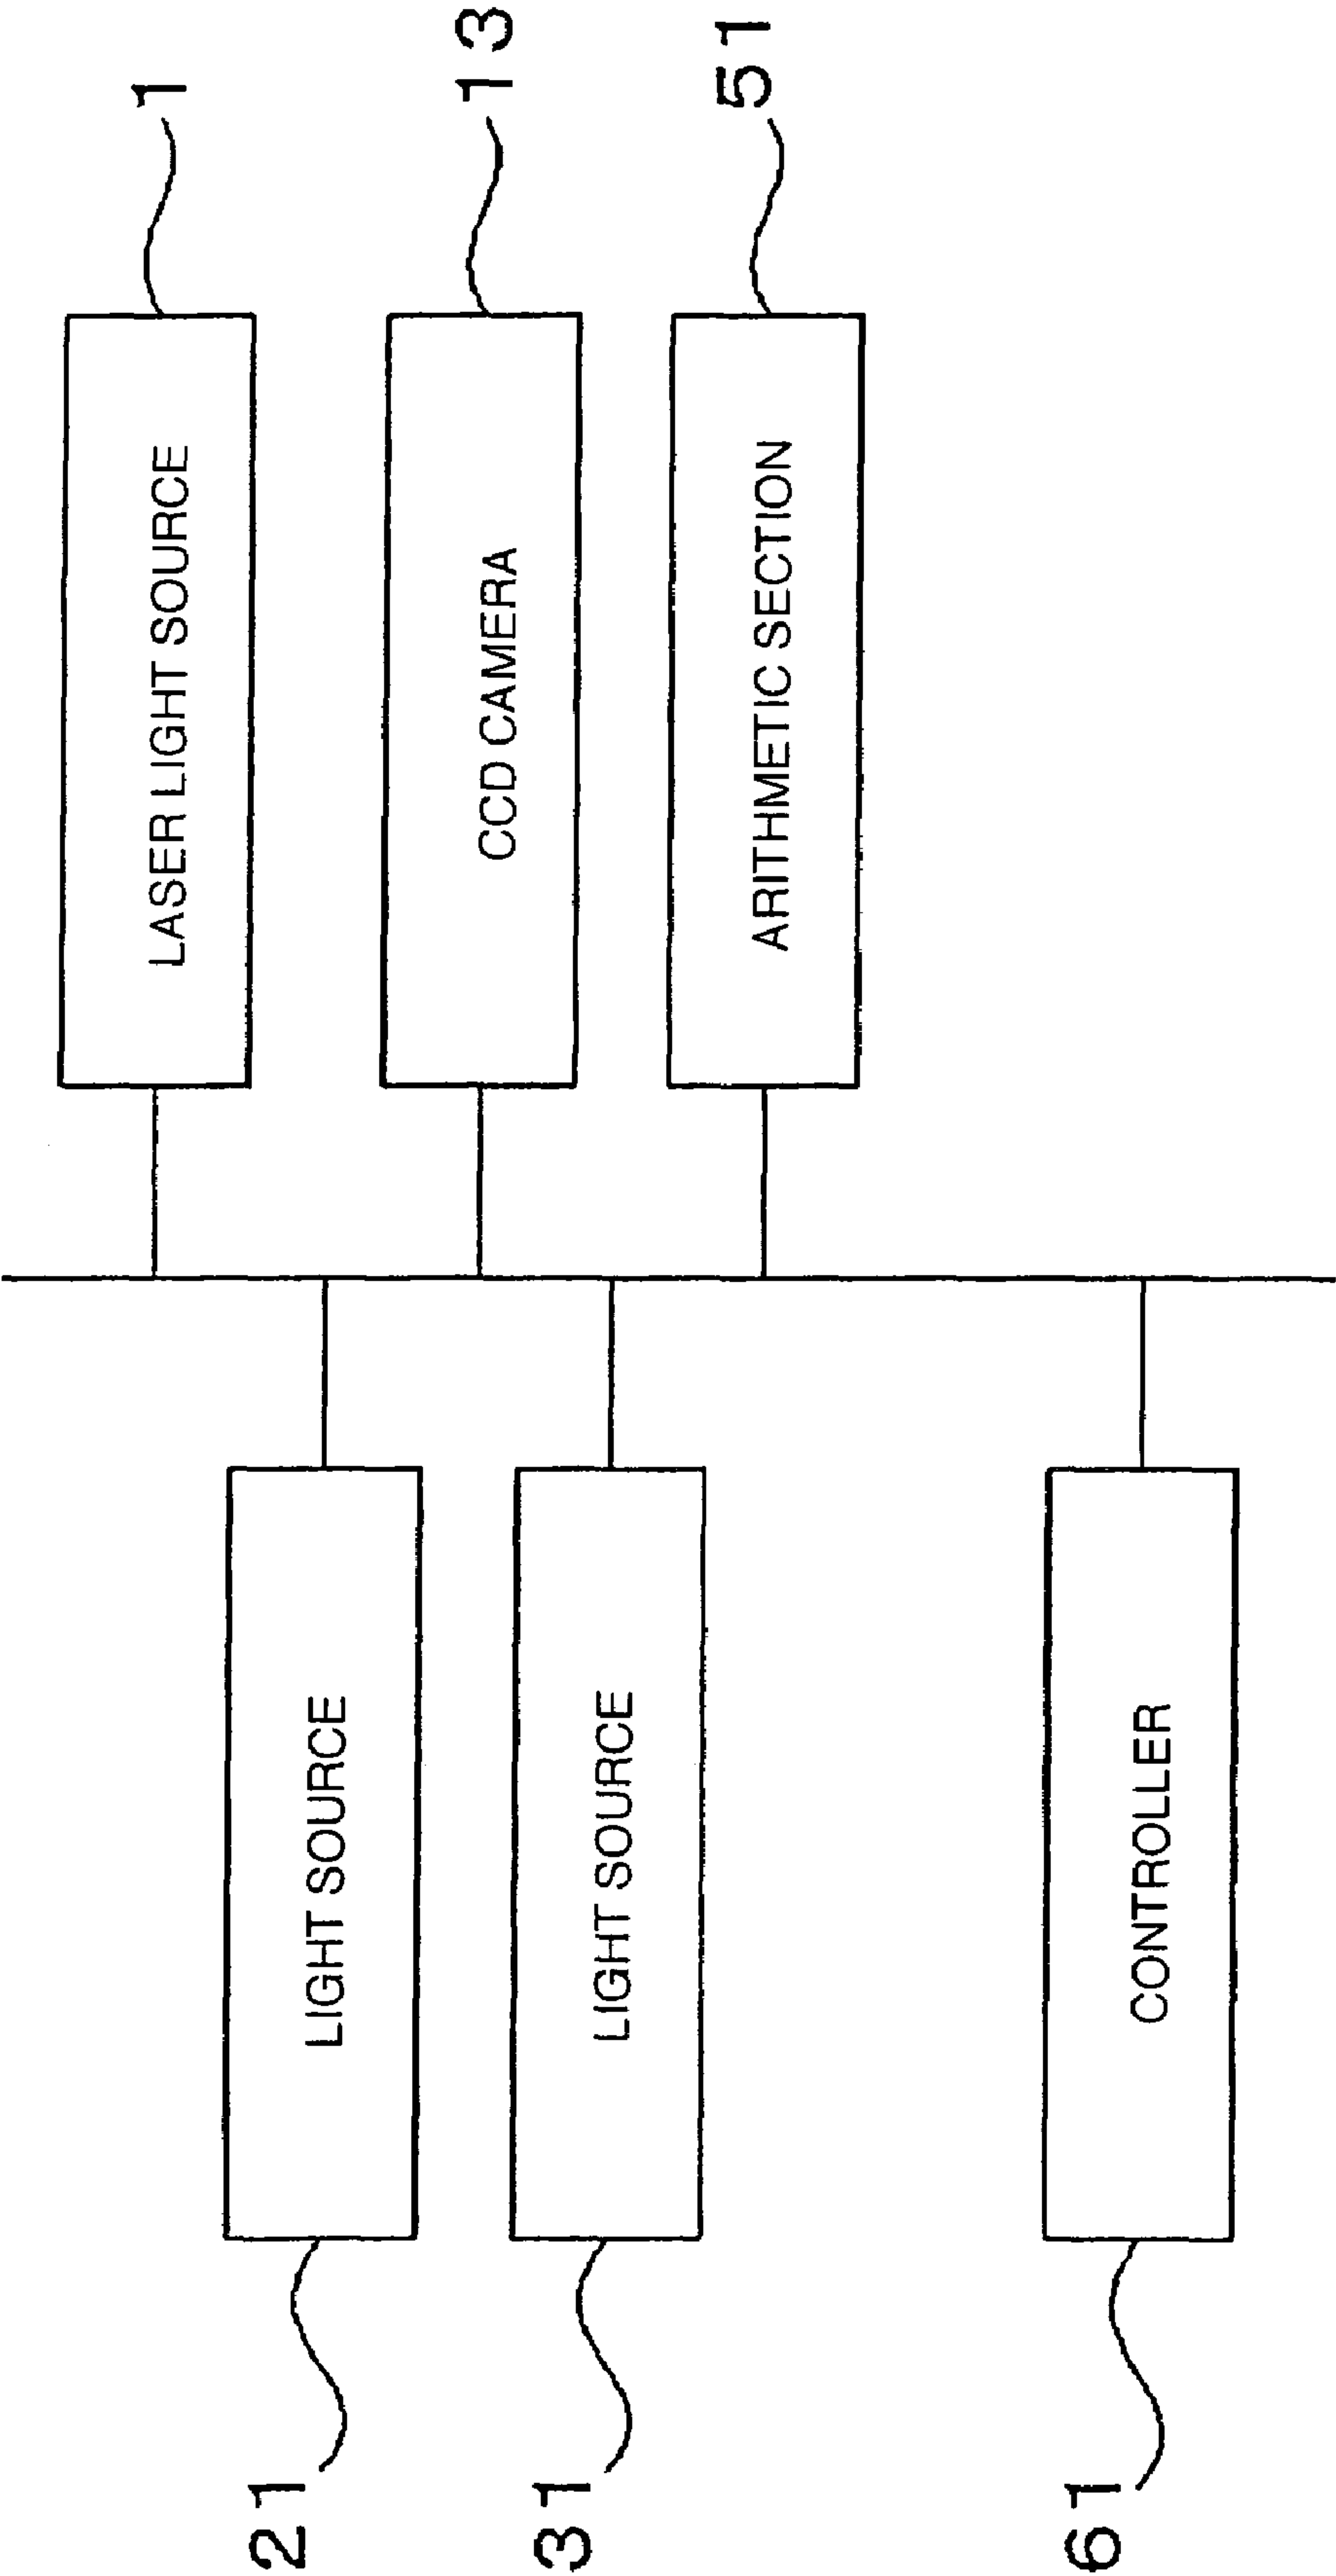 1
LASER LIGHT SOURCE
13
CCD CAMERA
51
ARITHMETIC SECTION
21
LIGHT SOURCE
31
LIGHT SOURCE
61
CONTROLLER